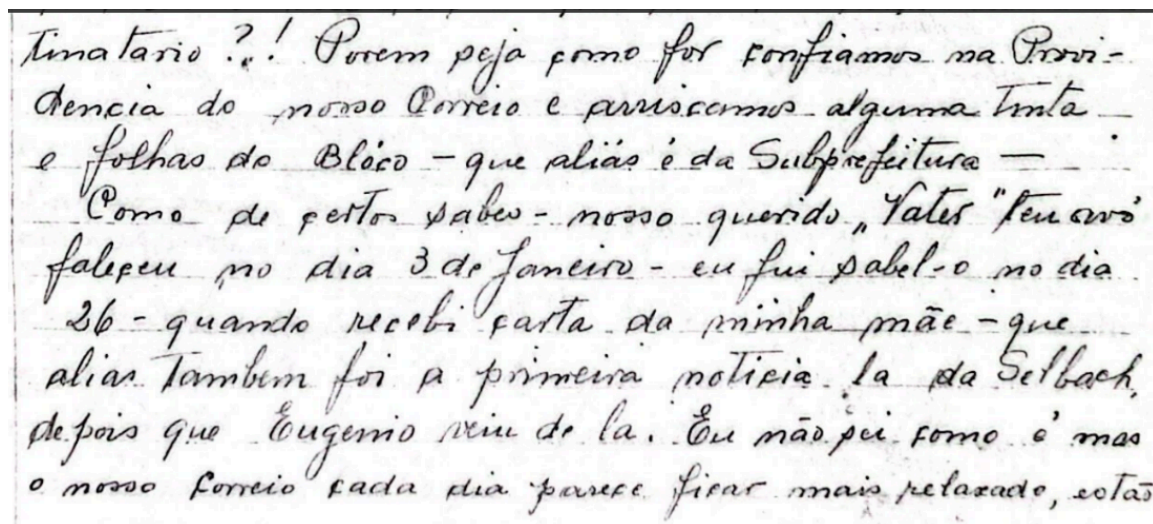 tinatario ?.! Porem seja como for confiamos na Provi-
dencia do nosso Correio e arriscamos alguma tinta
e folhas do Blóco - que aliás é da Subprefeitura —
Como de certos sabes - nosso querido „Vater" teu avô
faleçeu no dia 3 de Janeiro - eu fui sabel-o no dia
26 - quando recebi carta da minha mãe - que
alias tambem foi a primeira noticia la da Selbach,
depois que Eugenio veiu de la. Eu não sei como é mas
o nosso Correio cada dia parece ficar mais relaxado, estão